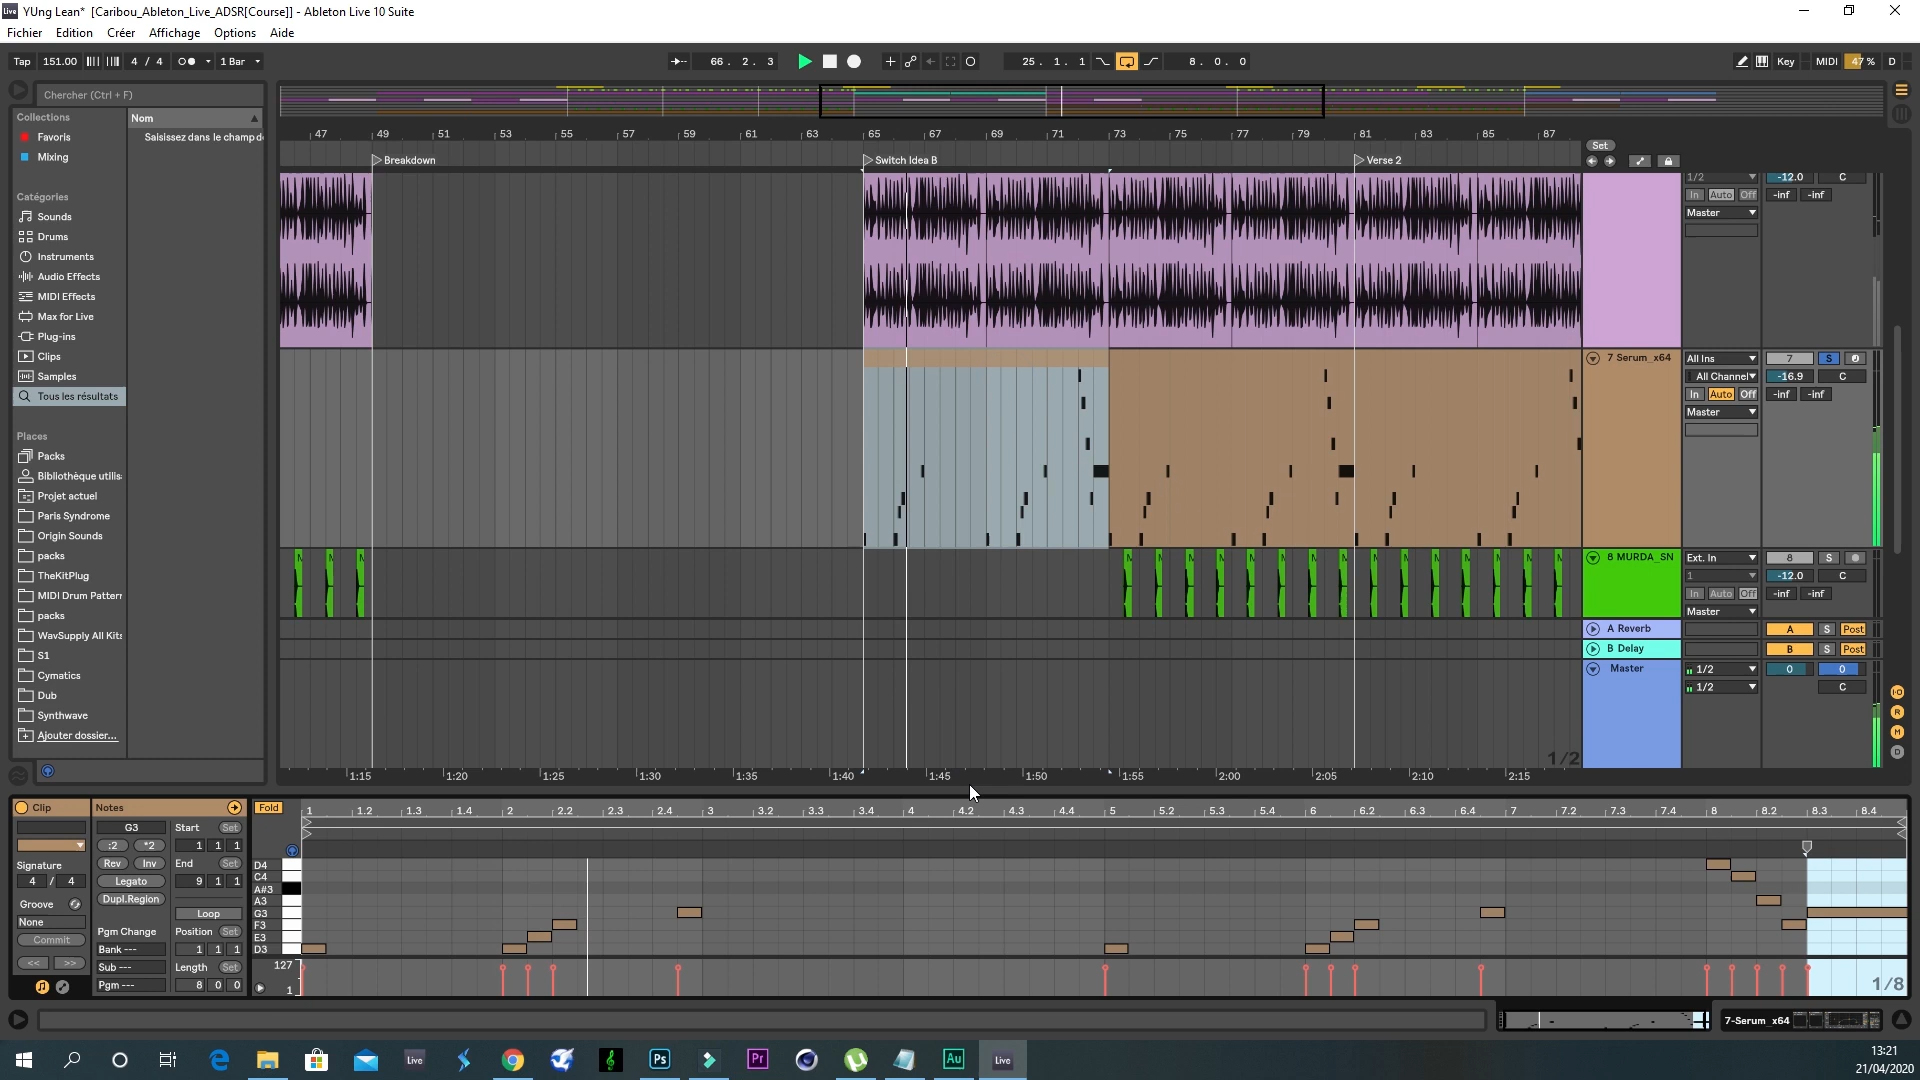 YUng Lean* [Caribou_Ableton_Live_ADSR[Course]] - Ableton Live 10 Suite
Fichier Edition Créer Affichage Options Aide
Tap 151.00 4 / 4 1 Bar 66. 2. 3 25. 1. 1 8. 0. 0 Key MIDI 47 % D
Chercher (Ctrl + F)
Collections
Favoris
Mixing
Nom
Saisissez dans le champ d
Catégories
Sounds
Drums
Instruments
Audio Effects
MIDI Effects
Max for Live
Plug-ins
Clips
Samples
Tous les résultats
Places
Packs
Bibliothèque utilis
Projet actuel
Paris Syndrome
Origin Sounds
packs
TheKitPlug
MIDI Drum Pattern
packs
WavSupply All Kits
S1
Cymatics
Dub
Synthwave
Ajouter dossier...
47 49 51 53 55 57 59 61 63 65 67 69 71 73 75 77 79 81 83 85 87
Set
Breakdown Switch Idea B Verse 2
1/2 -12.0 C
In Auto Off -inf -inf
Master
7 Serum_x64 All Ins 7 S
All Channel -16.9 C
In Auto Off -inf -inf
Master
8 MURDA_SN Ext. In 8 S
1 -12.0 C
In Auto Off -inf -inf
Master
A Reverb A S Post
B Delay B S Post
Master 1/2 0 0
1/2 C
1/2
1:15 1:20 1:25 1:30 1:35 1:40 1:45 1:50 1:55 2:00 2:05 2:10 2:15
I·O
R
M
D
Clip Notes Fold
1 1.2 1.3 1.4 2 2.2 2.3 2.4 3 3.2 3.3 3.4 4 4.2 4.3 4.4 5 5.2 5.3 5.4 6 6.2 6.3 6.4 7 7.2 7.3 7.4 8 8.2 8.3 8.4
G3 Start Set
:2 *2 1 1 1
Signature Rev Inv End Set
4 / 4 Legato 9 1 1
Groove Dupl.Region
None Loop
Commit Pgm Change Position Set
<< >> Bank --- 1 1 1
Sub --- Length Set
Pgm --- 8 0 0
D4
C4
A#3
A3
G3
F3
E3
D3
127
1
1/8
7-Serum_x64
Live Ps Pr Au Live
13:21
21/04/2020